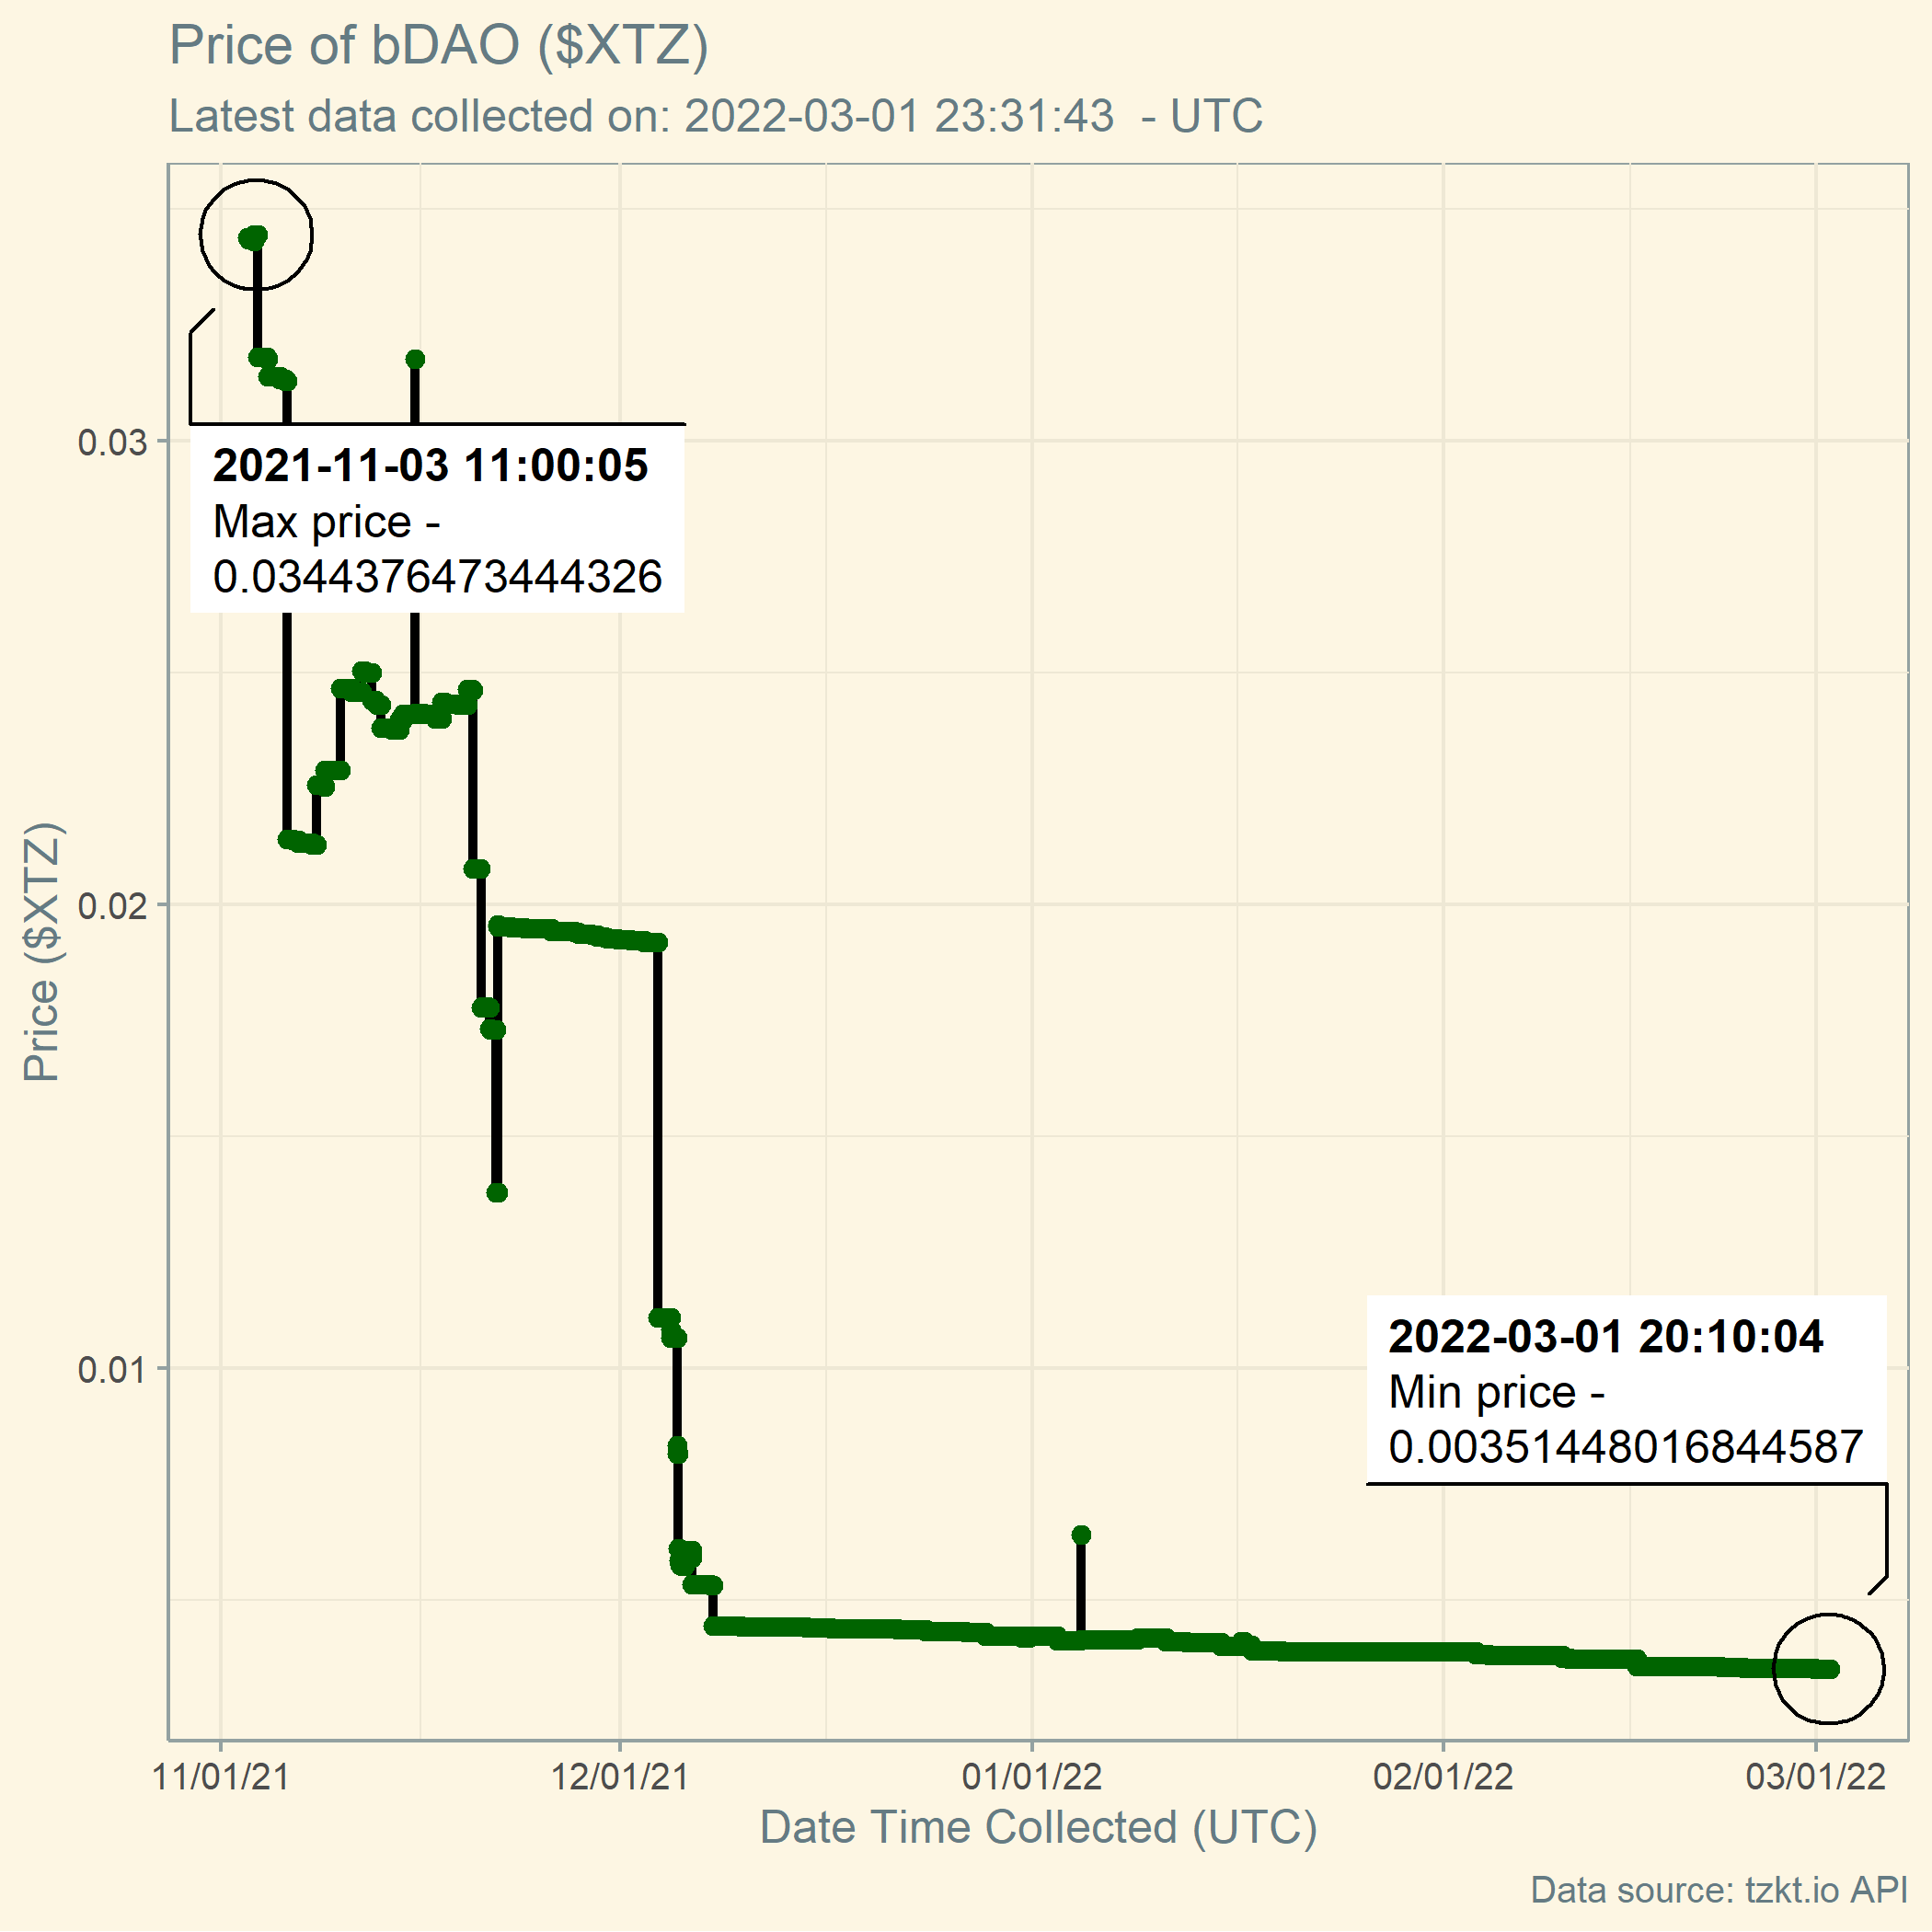 Price of bDAO ($XTZ)
Latest data collected on: 2022-03-01 23:31:43  - UTC
Price ($XTZ)
0.03
0.02
0.01
2021-11-03 11:00:05
Max price -
0.0344376473444326
2022-03-01 20:10:04
Min price -
0.00351448016844587
11/01/21
12/01/21
01/01/22
02/01/22
03/01/22
Date Time Collected (UTC)
Data source: tzkt.io API